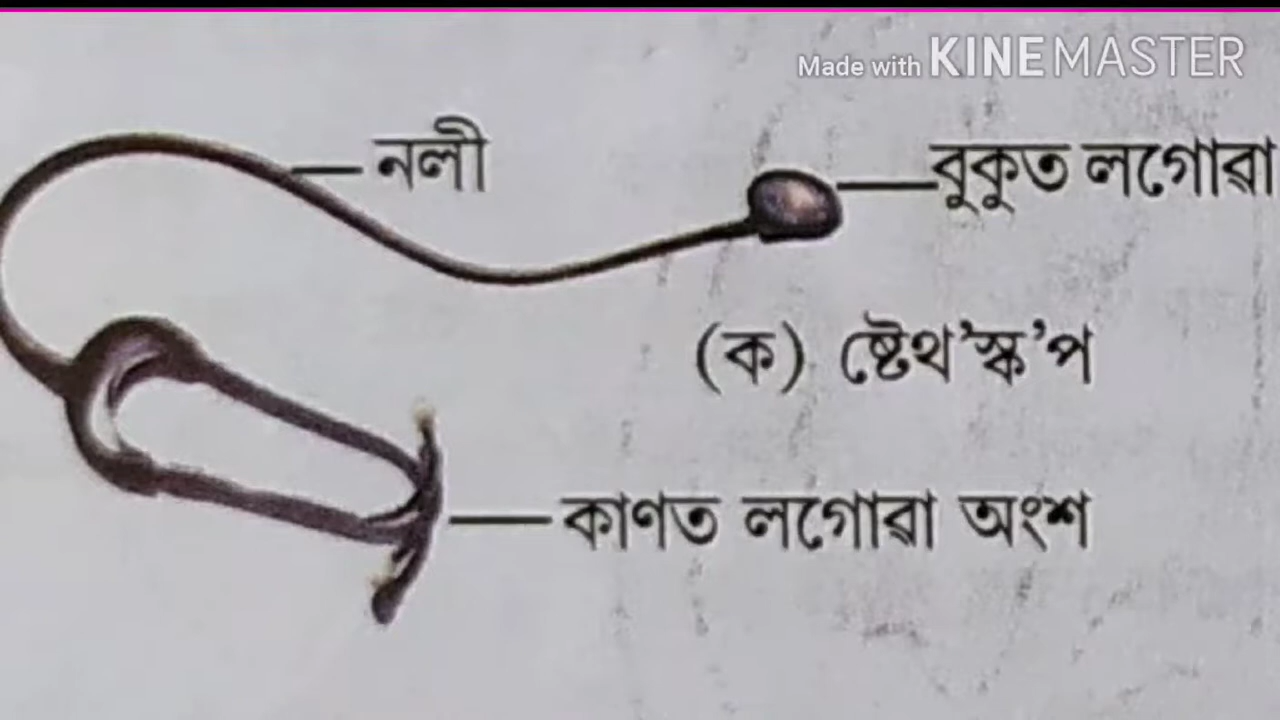 Made with KINEMASTER
নলী
বুকুত লগোৱা
(ক) ষ্টেথ'স্ক'প
কাণত লগোৱা অংশ